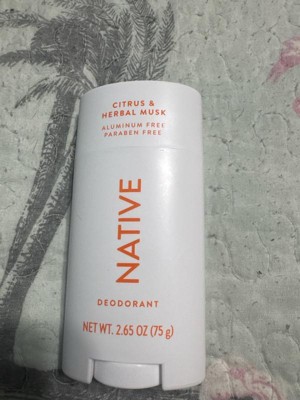 CITRUS &
HERBAL MUSK
ALUMINUM FREE
PARABEN FREE
NATIVE
DEODORANT
NET WT. 2.65 OZ (75 g)